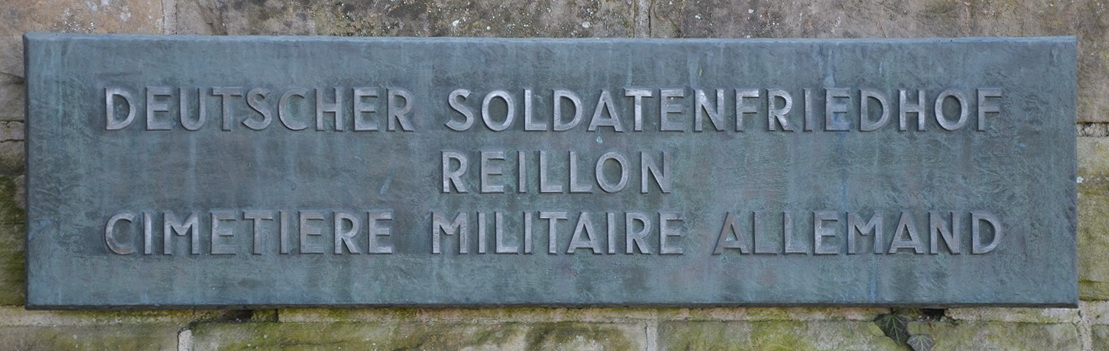 DEUTSCHER SOLDATENFRIEDHOF
REILLON
CIMETIERE MILITAIRE ALLEMAND